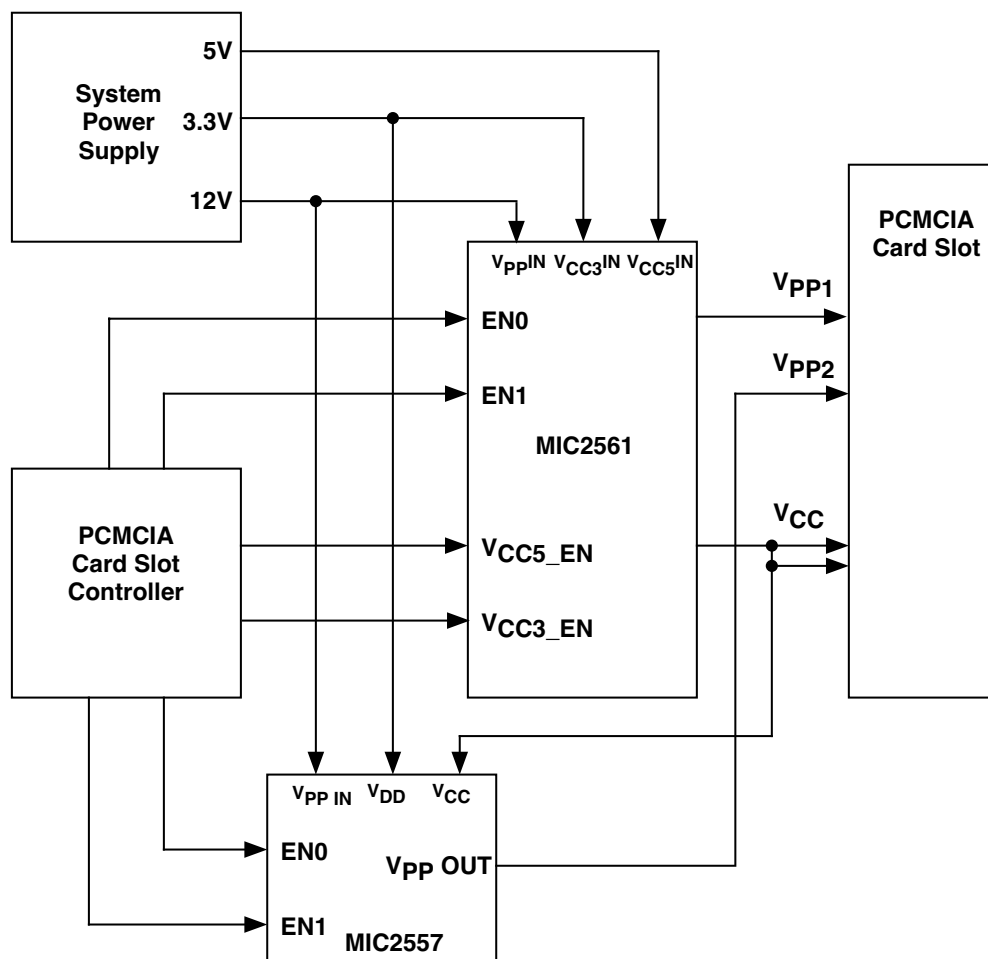 System
Power
Supply
5V
3.3V
12V
PCMCIA
Card Slot
VPPIN VCC3IN VCC5IN
EN0
EN1
MIC2561
VCC5_EN
VCC3_EN
VPP1
VPP2
VCC
PCMCIA
Card Slot
Controller
VPP IN VDD VCC
EN0
VPP OUT
EN1
MIC2557